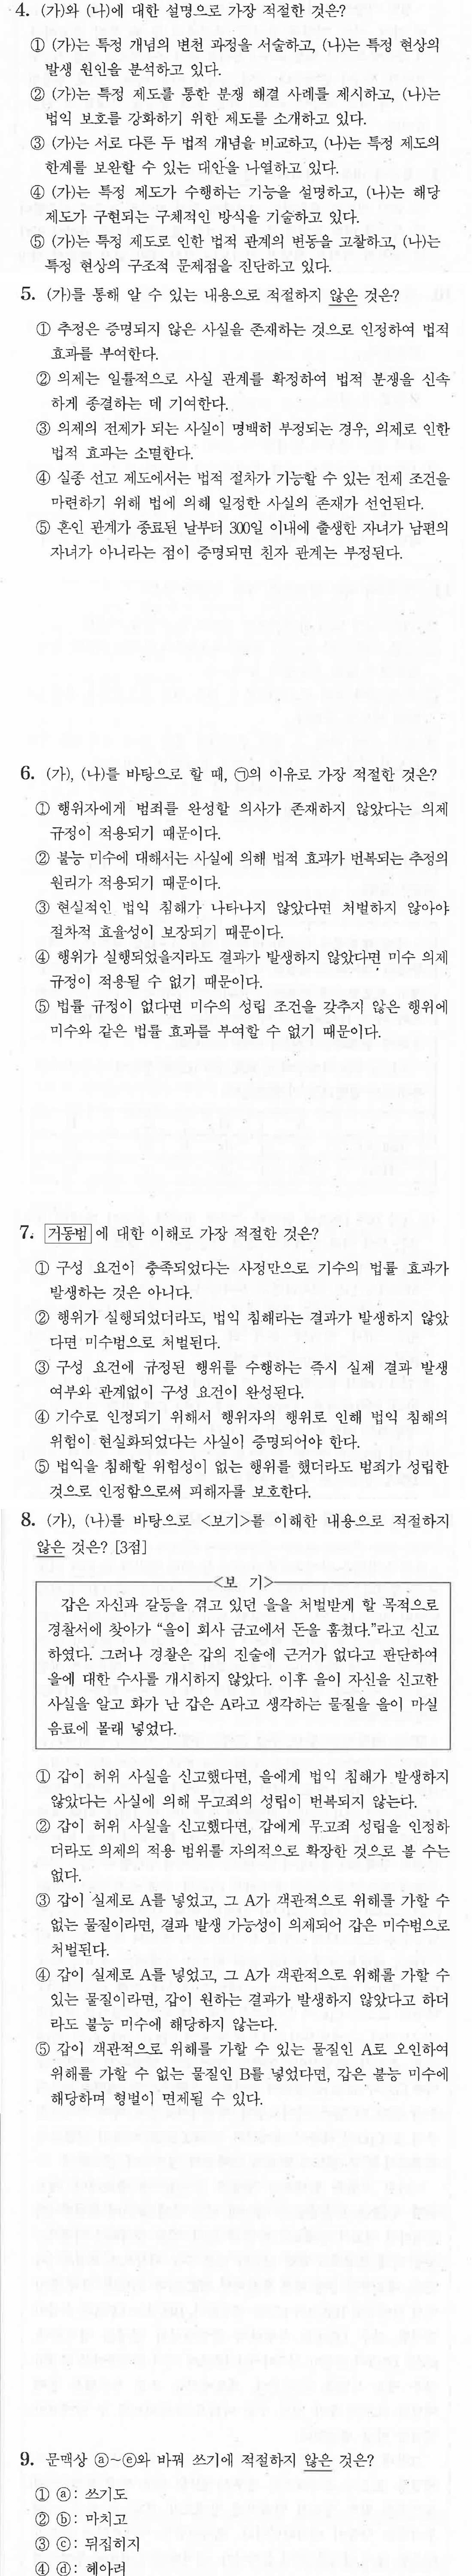 4. (가)와 (나)에 대한 설명으로 가장 적절한 것은?
① (가)는 특정 개념의 변천 과정을 서술하고, (나)는 특정 현상의
발생 원인을 분석하고 있다.
② (가)는 특정 제도를 통한 분쟁 해결 사례를 제시하고, (나)는
법익 보호를 강화하기 위한 제도를 소개하고 있다.
③ (가)는 서로 다른 두 법적 개념을 비교하고, (나)는 특정 제도의
한계를 보완할 수 있는 대안을 나열하고 있다.
④ (가)는 특정 제도가 수행하는 기능을 설명하고, (나)는 해당
제도가 구현되는 구체적인 방식을 기술하고 있다.
⑤ (가)는 특정 제도로 인한 법적 관계의 변동을 고찰하고, (나)는
특정 현상의 구조적 문제점을 진단하고 있다.
5. (가)를 통해 알 수 있는 내용으로 적절하지 않은 것은?
① 추정은 증명되지 않은 사실을 존재하는 것으로 인정하여 법적
효과를 부여한다.
② 의제는 일률적으로 사실 관계를 확정하여 법적 분쟁을 신속
하게 종결하는 데 기여한다.
③ 의제의 전제가 되는 사실이 명백히 부정되는 경우, 의제로 인한
법적 효과는 소멸한다.
④ 실종 선고 제도에서는 법적 절차가 기능할 수 있는 전제 조건을
마련하기 위해 법에 의해 일정한 사실의 존재가 선언된다.
⑤ 혼인 관계가 종료된 날부터 300일 이내에 출생한 자녀가 남편의
자녀가 아니라는 점이 증명되면 친자 관계는 부정된다.
6. (가), (나)를 바탕으로 할 때, ㉠의 이유로 가장 적절한 것은?
① 행위자에게 범죄를 완성할 의사가 존재하지 않았다는 의제
규정이 적용되기 때문이다.
② 불능 미수에 대해서는 사실에 의해 법적 효과가 번복되는 추정의
원리가 적용되기 때문이다.
③ 현실적인 법익 침해가 나타나지 않았다면 처벌하지 않아야
절차적 효율성이 보장되기 때문이다.
④ 행위가 실행되었을지라도 결과가 발생하지 않았다면 미수 의제
규정이 적용될 수 없기 때문이다.
⑤ 법률 규정이 없다면 미수의 성립 조건을 갖추지 않은 행위에
미수와 같은 법률 효과를 부여할 수 없기 때문이다.
7. 거동범에 대한 이해로 가장 적절한 것은?
① 구성 요건이 충족되었다는 사정만으로 기수의 법률 효과가
발생하는 것은 아니다.
② 행위가 실행되었더라도, 법익 침해라는 결과가 발생하지 않았
다면 미수범으로 처벌된다.
③ 구성 요건에 규정된 행위를 수행하는 즉시 실제 결과 발생
여부와 관계없이 구성 요건이 완성된다.
④ 기수로 인정되기 위해서 행위자의 행위로 인해 법익 침해의
위험이 현실화되었다는 사실이 증명되어야 한다.
⑤ 법익을 침해할 위험성이 없는 행위를 했더라도 범죄가 성립한
것으로 인정함으로써 피해자를 보호한다.
8. (가), (나)를 바탕으로 <보기>를 이해한 내용으로 적절하지
않은 것은? [3점]
<보 기>
갑은 자신과 갈등을 겪고 있던 을을 처벌받게 할 목적으로
경찰서에 찾아가 “을이 회사 금고에서 돈을 훔쳤다.”라고 신고
하였다. 그러나 경찰은 갑의 진술에 근거가 없다고 판단하여
을에 대한 수사를 개시하지 않았다. 이후 을이 자신을 신고한
사실을 알고 화가 난 갑은 A라고 생각하는 물질을 을이 마실
음료에 몰래 넣었다.
① 갑이 허위 사실을 신고했다면, 을에게 법익 침해가 발생하지
않았다는 사실에 의해 무고죄의 성립이 번복되지 않는다.
② 갑이 허위 사실을 신고했다면, 갑에게 무고죄 성립을 인정하
더라도 의제의 적용 범위를 자의적으로 확장한 것으로 볼 수는
없다.
③ 갑이 실제로 A를 넣었고, 그 A가 객관적으로 위해를 가할 수
없는 물질이라면, 결과 발생 가능성이 의제되어 갑은 미수범으로
처벌된다.
④ 갑이 실제로 A를 넣었고, 그 A가 객관적으로 위해를 가할 수
있는 물질이라면, 갑이 원하는 결과가 발생하지 않았다고 하더
라도 불능 미수에 해당하지 않는다.
⑤ 갑이 객관적으로 위해를 가할 수 있는 물질인 A로 오인하여
위해를 가할 수 없는 물질인 B를 넣었다면, 갑은 불능 미수에
해당하며 형벌이 면제될 수 있다.
9. 문맥상 ⓐ~ⓔ와 바꿔 쓰기에 적절하지 않은 것은?
① ⓐ: 쓰기도
② ⓑ: 마치고
③ ⓒ: 뒤집히지
④ ⓓ: 헤아려